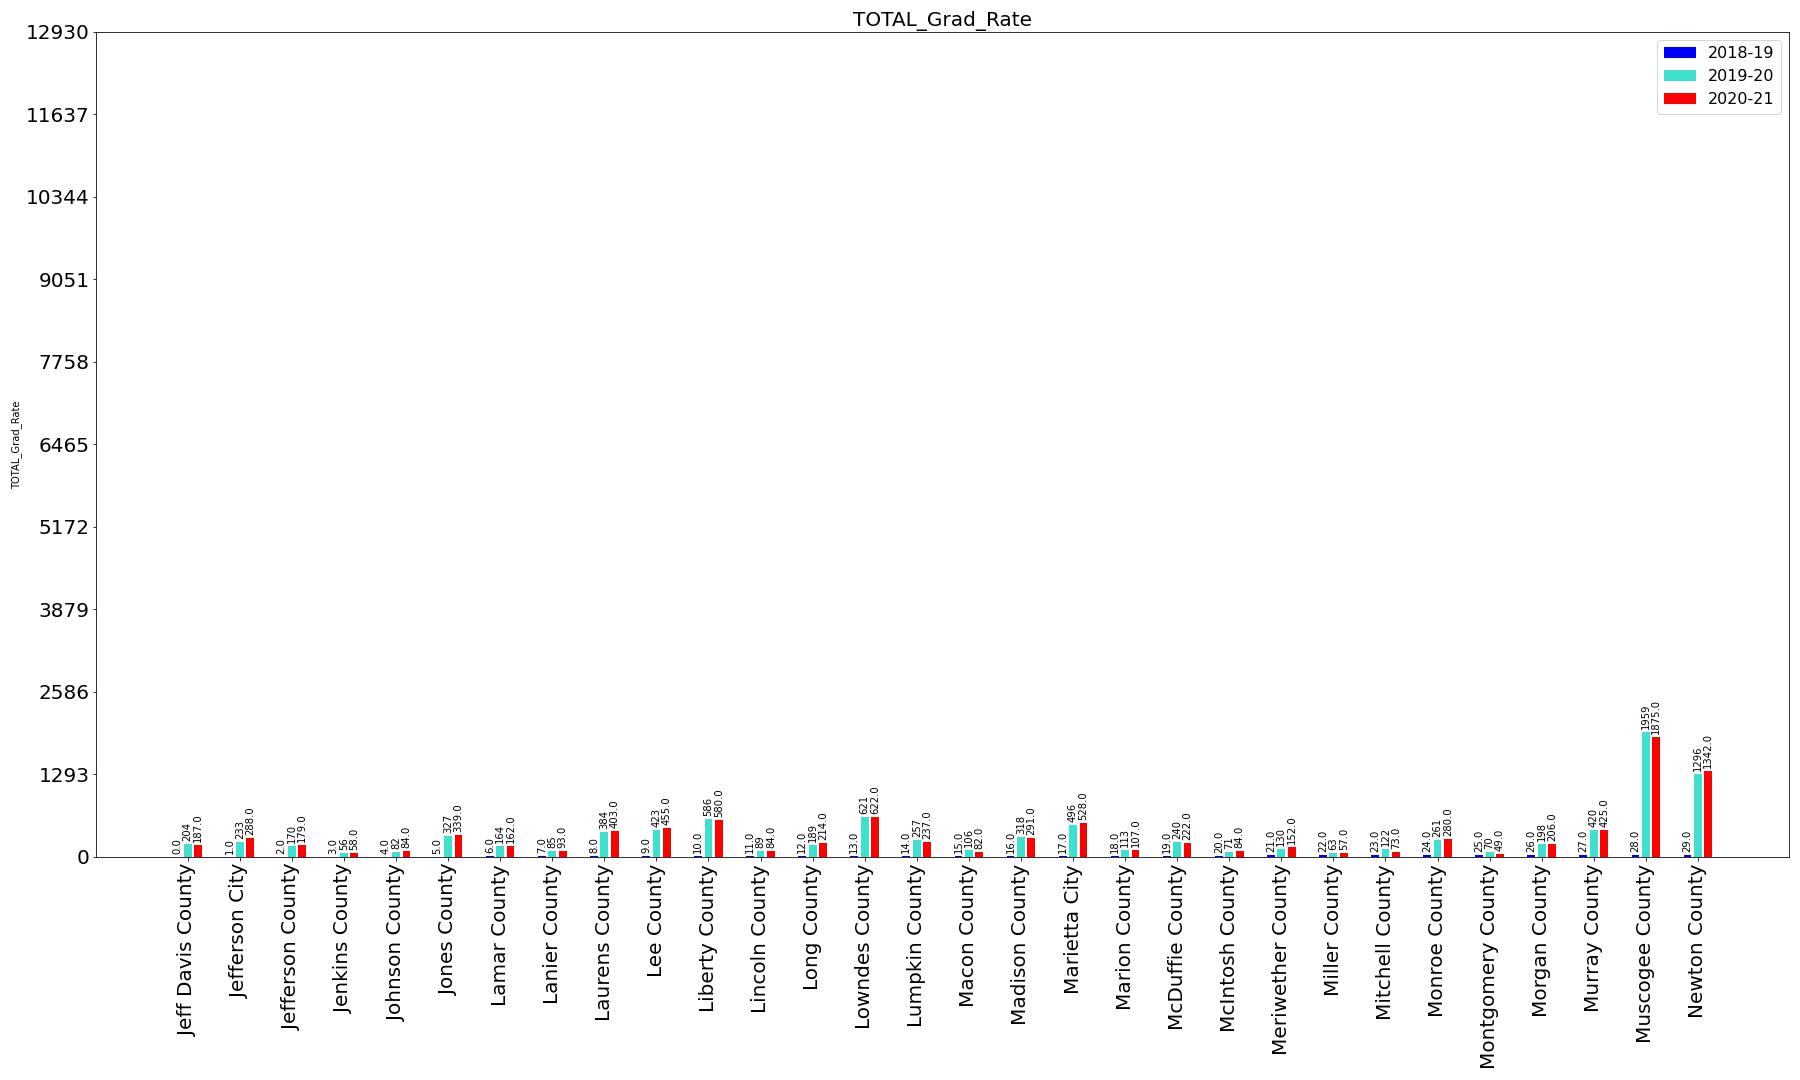 TOTAL_Grad_Rate
2018-19
2019-20
2020-21
12930
11637
10344
9051
7758
6465
5172
3879
2586
1293
0
TOTAL_Grad_Rate
0.0 204 187.0
1.0 233 288.0
2.0 170 179.0
3.0 56 58.0
4.0 82 84.0
5.0 327 339.0
6.0 164 162.0
7.0 85 93.0
8.0 384 403.0
9.0 423 455.0
10.0 586 580.0
11.0 89 84.0
12.0 189 214.0
13.0 621 622.0
14.0 257 237.0
15.0 106 82.0
16.0 318 291.0
17.0 496 528.0
18.0 113 107.0
19.0 240 222.0
20.0 71 84.0
21.0 130 152.0
22.0 63 57.0
23.0 122 73.0
24.0 261 280.0
25.0 70 49.0
26.0 198 206.0
27.0 420 425.0
28.0 1959 1875.0
29.0 1296 1342.0
Jeff Davis County
Jefferson City
Jefferson County
Jenkins County
Johnson County
Jones County
Lamar County
Lanier County
Laurens County
Lee County
Liberty County
Lincoln County
Long County
Lowndes County
Lumpkin County
Macon County
Madison County
Marietta City
Marion County
McDuffie County
McIntosh County
Meriwether County
Miller County
Mitchell County
Monroe County
Montgomery County
Morgan County
Murray County
Muscogee County
Newton County